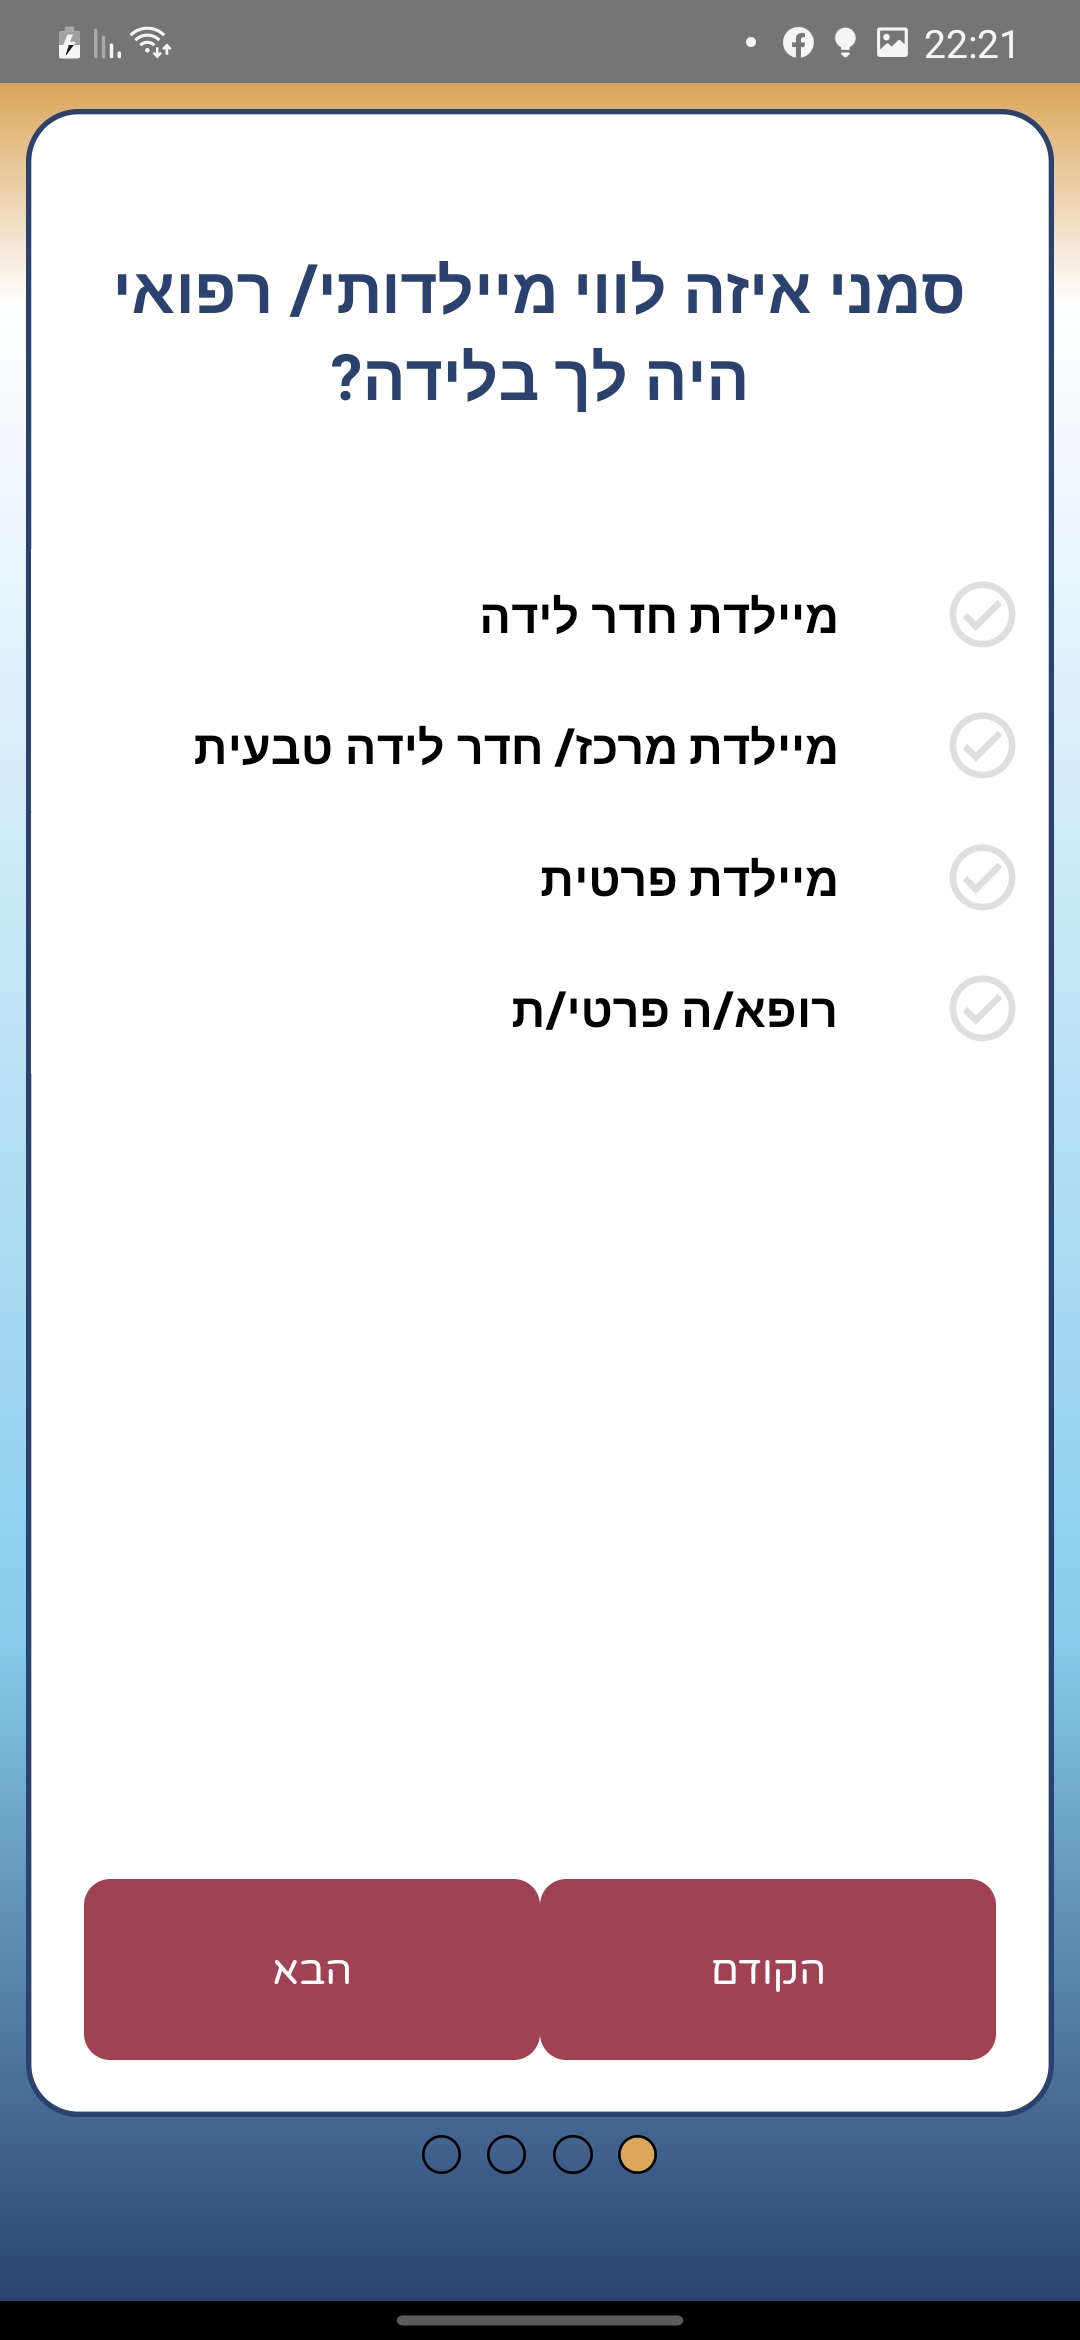 22:21
סמני איזה לווי מיילדותי/ רפואי
היה לך בלידה?
מיילדת חדר לידה
מיילדת מרכז/ חדר לידה טבעית
מיילדת פרטית
רופא/ה פרטי/ת
הקודם
הבא